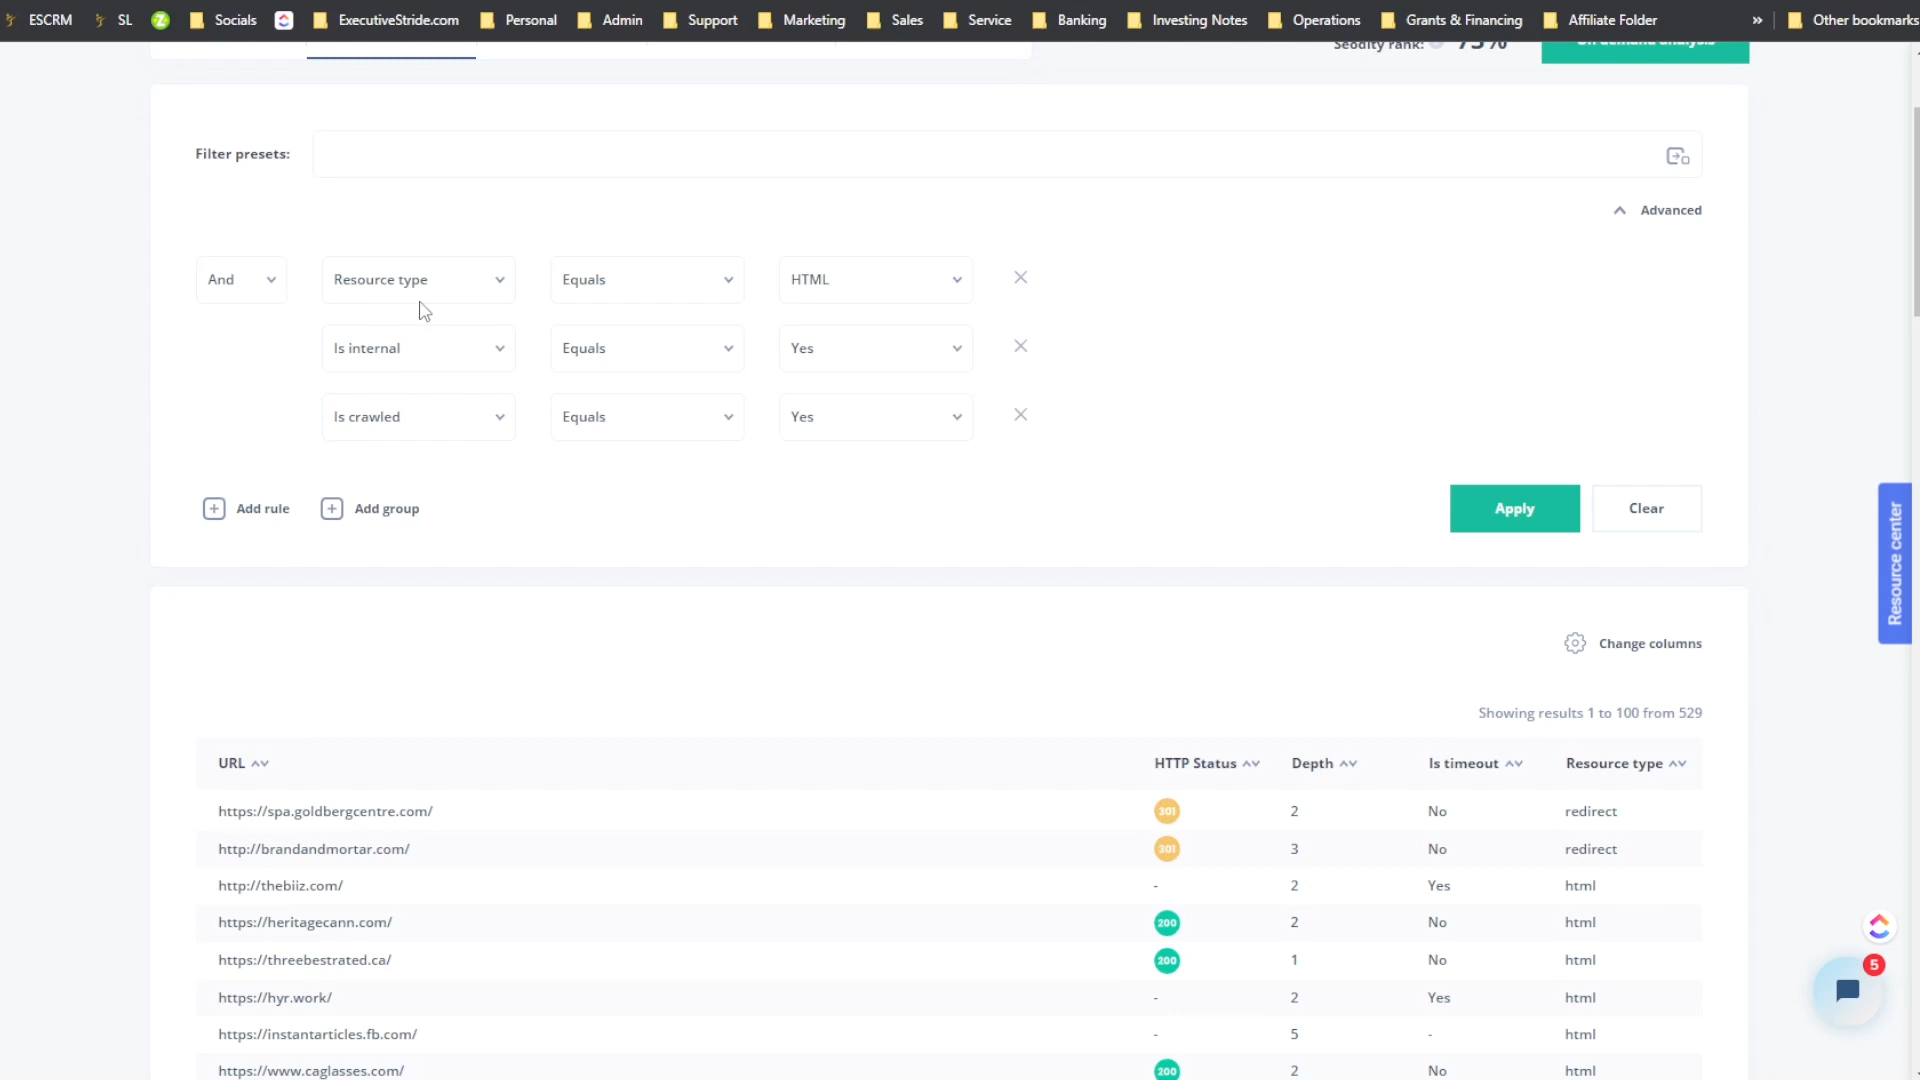 ESCRM SL Socials ExecutiveStride.com Personal Admin Support Marketing Sales Service Banking Investing Notes Operations Grants & Financing Affiliate Folder » Other bookmarks
Seodity rank: 75%
On demand analysis
Filter presets:
Advanced
And Resource type Equals HTML
Is internal Equals Yes
Is crawled Equals Yes
Add rule Add group Apply Clear
Resource center
Change columns
Showing results 1 to 100 from 529
URL HTTP Status Depth Is timeout Resource type
https://spa.goldbergcentre.com/ 301 2 No redirect
http://brandandmortar.com/ 301 3 No redirect
http://thebiiz.com/ - 2 Yes html
https://heritagecann.com/ 200 2 No html
https://threebestrated.ca/ 200 1 No html
https://hyr.work/ - 2 Yes html
https://instantarticles.fb.com/ - 5 - html
https://www.caglasses.com/ 200 2 No html
5